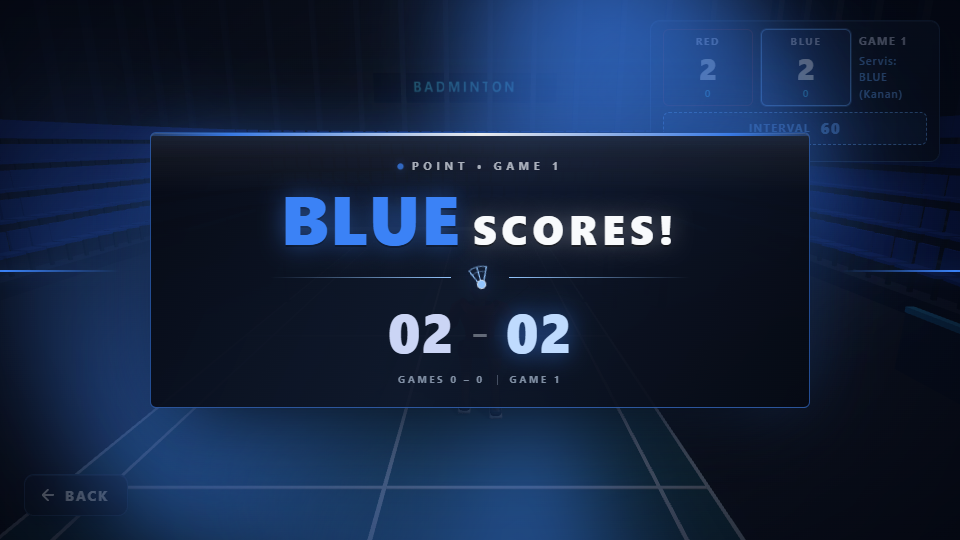 RED
2
0
BLUE
2
0
GAME 1
Servis:
BLUE
(Kanan)
INTERVAL 60
BADMINTON
POINT • GAME 1
BLUE SCORES!
02 – 02
GAMES 0 – 0 | GAME 1
← BACK